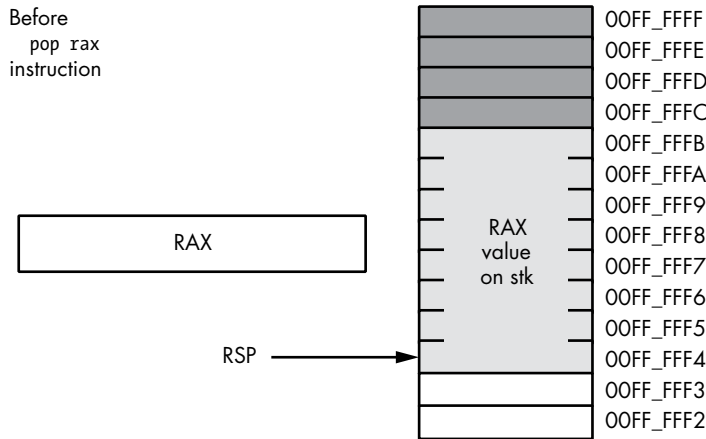 Before
pop rax
instruction
00FF_FFFF
00FF_FFFE
00FF_FFFD
00FF_FFFC
00FF_FFFB
00FF_FFFA
00FF_FFF9
00FF_FFF8
00FF_FFF7
00FF_FFF6
00FF_FFF5
00FF_FFF4
00FF_FFF3
00FF_FFF2
RAX
RAX
value
on stk
RSP